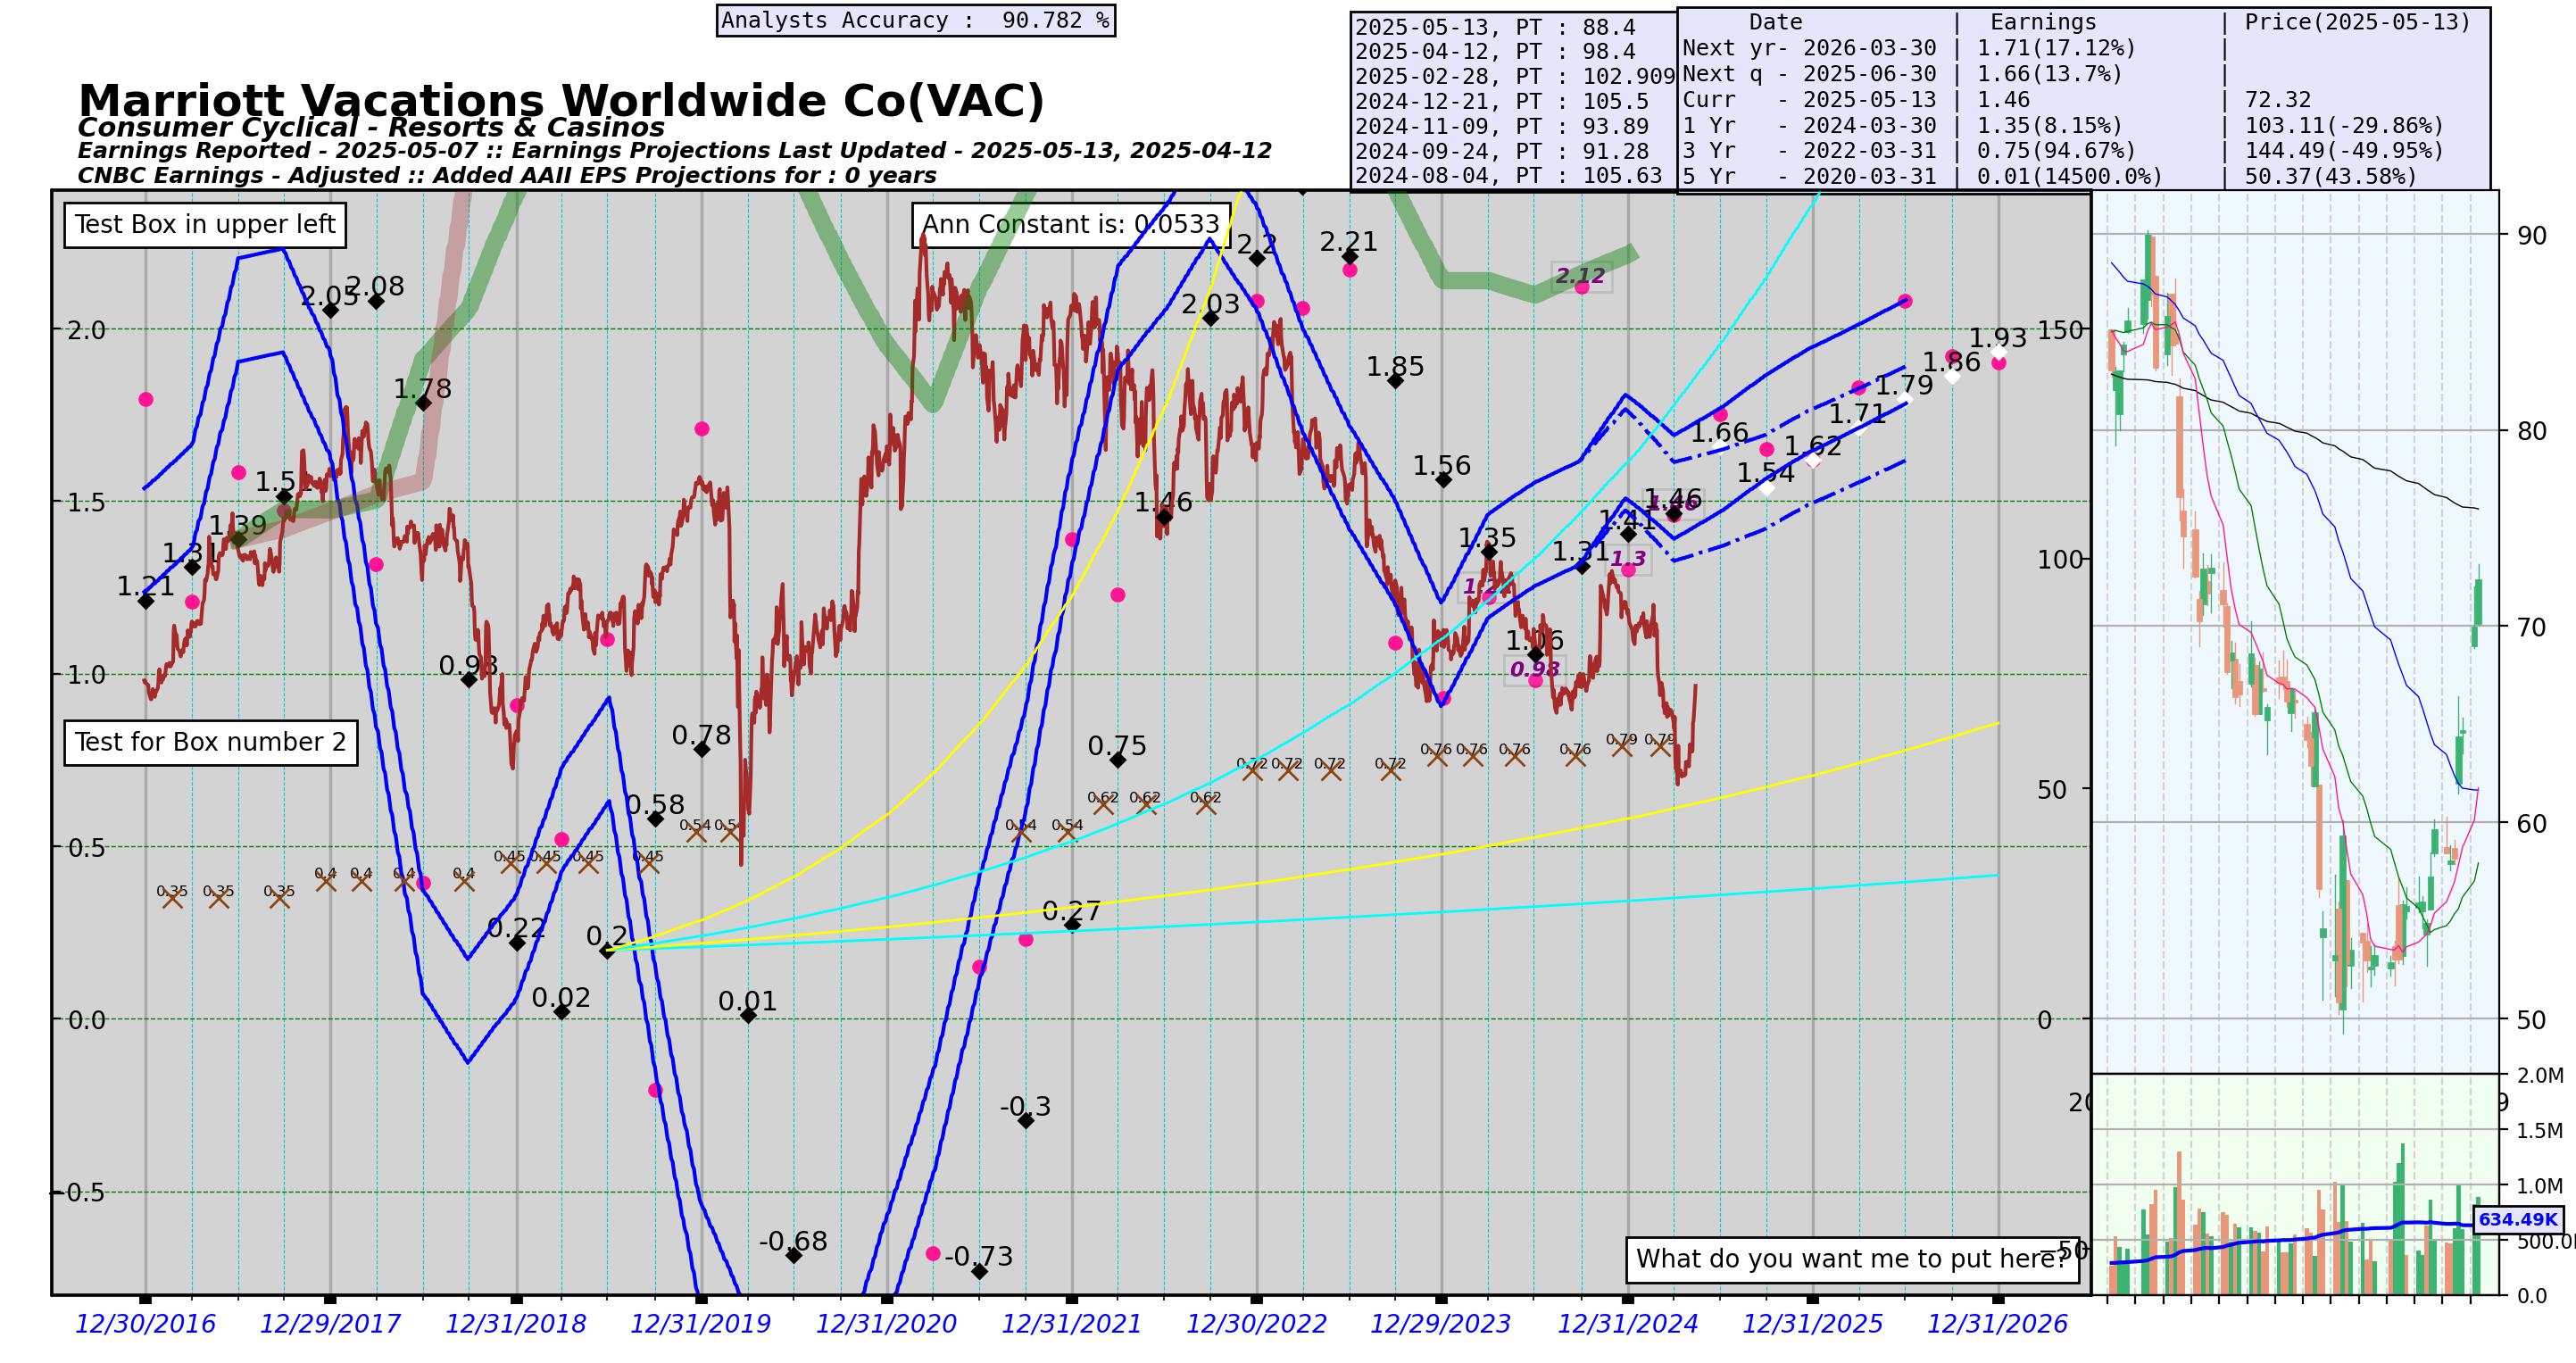 Analysts Accuracy :  90.782 %
2025-05-13, PT : 88.4
2025-04-12, PT : 98.4
2025-02-28, PT : 102.909
2024-12-21, PT : 105.5
2024-11-09, PT : 93.89
2024-09-24, PT : 91.28
2024-08-04, PT : 105.63
Date | Earnings | Price(2025-05-13)
Next yr- 2026-03-30 | 1.71(17.12%) |
Next q - 2025-06-30 | 1.66(13.7%) |
Curr - 2025-05-13 | 1.46 | 72.32
1 Yr - 2024-03-30 | 1.35(8.15%) | 103.11(-29.86%)
3 Yr - 2022-03-31 | 0.75(94.67%) | 144.49(-49.95%)
5 Yr - 2020-03-31 | 0.01(14500.0%) | 50.37(43.58%)
Marriott Vacations Worldwide Co(VAC)
Consumer Cyclical - Resorts & Casinos
Earnings Reported - 2025-05-07 :: Earnings Projections Last Updated - 2025-05-13, 2025-04-12
CNBC Earnings - Adjusted :: Added AAII EPS Projections for : 0 years
Test Box in upper left
Ann Constant is: 0.0533
Test for Box number 2
What do you want me to put here?
2.0
1.5
1.0
0.5
0.0
-0.5
150
100
50
0
−50
1.21
1.31
1.39
1.51
2.05
2.08
1.78
0.98
0.22
0.02
0.2
0.58
0.78
0.01
-0.68
-0.73
-0.3
0.27
0.75
1.46
2.03
2.2
2.21
1.85
1.56
1.35
1.06
1.31
1.41
1.46
1.66
1.54
1.62
1.71
1.79
1.86
1.93
0.98
2.12
1.3
0.35 0.35 0.35
0.4 0.4 0.4 0.4
0.45 0.45 0.45 0.45
0.54
0.54 0.54
0.62 0.62 0.62
0.72 0.72 0.72 0.72
0.76 0.76 0.76 0.76
0.79 0.79
90
80
70
60
50
2.0M
1.5M
1.0M
634.49K
0.0
12/30/2016 12/29/2017 12/31/2018 12/31/2019 12/31/2020 12/31/2021 12/30/2022 12/29/2023 12/31/2024 12/31/2025 12/31/2026